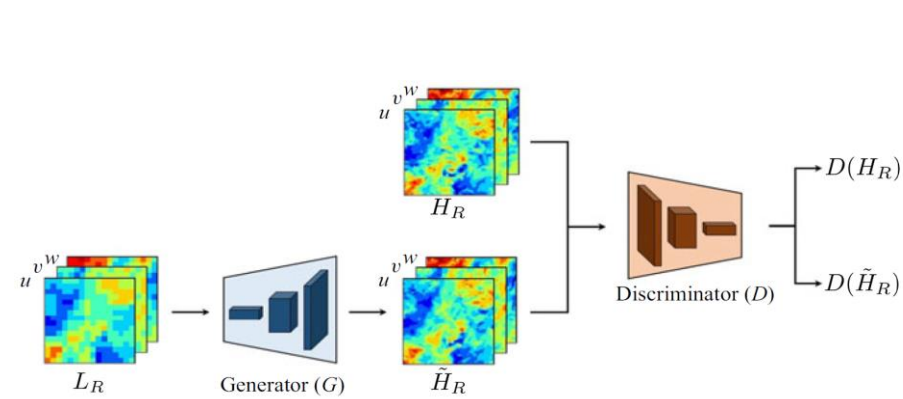 u v w
H_R
D(H_R)
u v w
L_R
Generator (G)
u v w
H̃_R
Discriminator (D)
D(H̃_R)